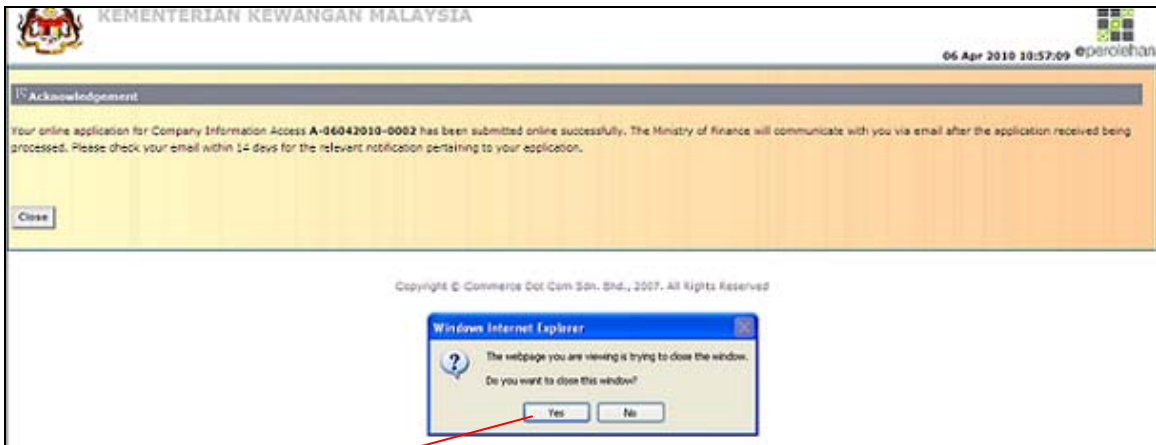 KEMENTERIAN KEWANGAN MALAYSIA
06 Apr 2010 10:57:09 eperolehan
Acknowledgement
Your online application for Company Information Access A-06042010-0002 has been submitted online successfully. The Ministry of Finance will communicate with you via email after the application received being
processed. Please check your email within 14 days for the relevant notification pertaining to your application.
Close
Copyright © Commerce Dot Com Sdn. Bhd., 2007. All Rights Reserved
Windows Internet Explorer
The webpage you are viewing is trying to close the window.
Do you want to close this window?
Yes No